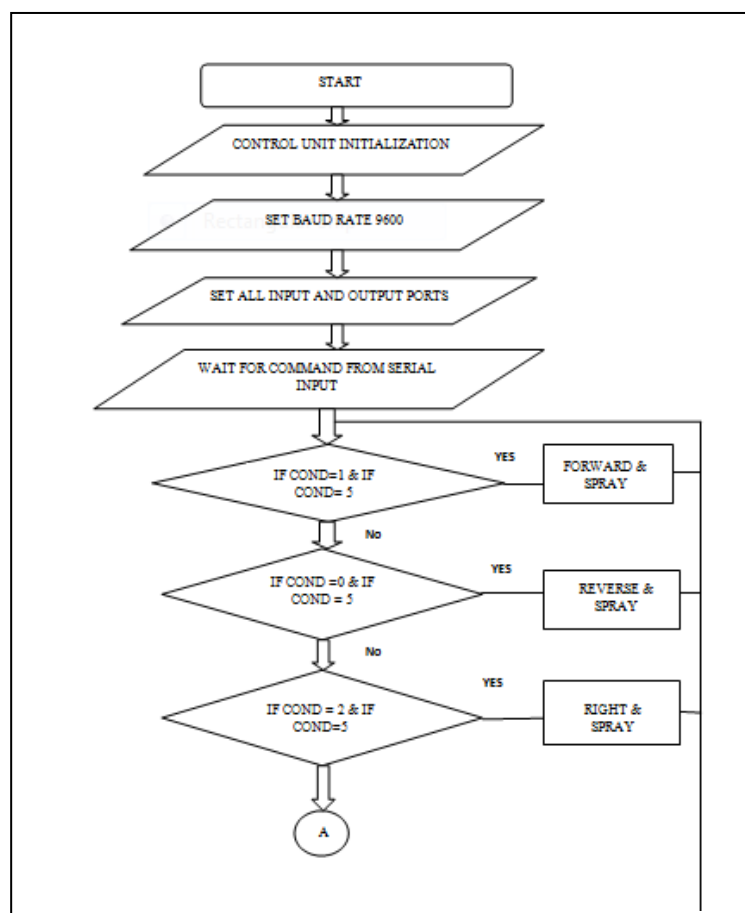 START
CONTROL UNIT INITIALIZATION
SET BAUD RATE 9600
SET ALL INPUT AND OUTPUT PORTS
WAIT FOR COMMAND FROM SERIAL
INPUT
YES
IF COND=1 & IF
COND= 5
FORWARD &
SPRAY
No
YES
IF COND =0 & IF
COND = 5
REVERSE &
SPRAY
No
YES
IF COND = 2 & IF
COND=5
RIGHT &
SPRAY
A